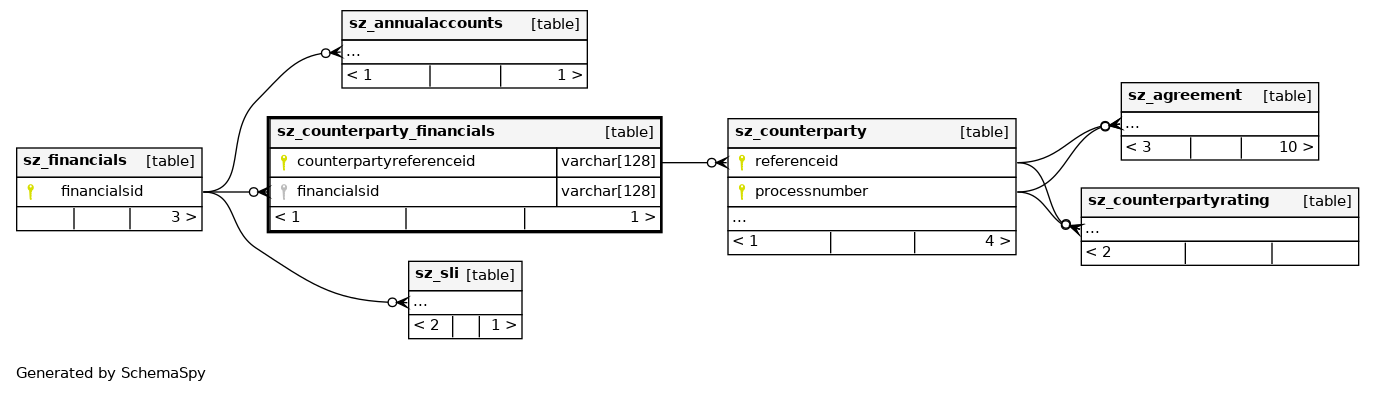 sz_annualaccounts [table]
...
< 1 1 >
sz_financials [table]
financialsid
3 >
sz_counterparty_financials [table]
counterpartyreferenceid varchar[128]
financialsid varchar[128]
< 1 1 >
sz_sli [table]
...
< 2 1 >
sz_counterparty [table]
referenceid
processnumber
...
< 1 4 >
sz_agreement [table]
...
< 3 10 >
sz_counterpartyrating [table]
...
< 2
Generated by SchemaSpy